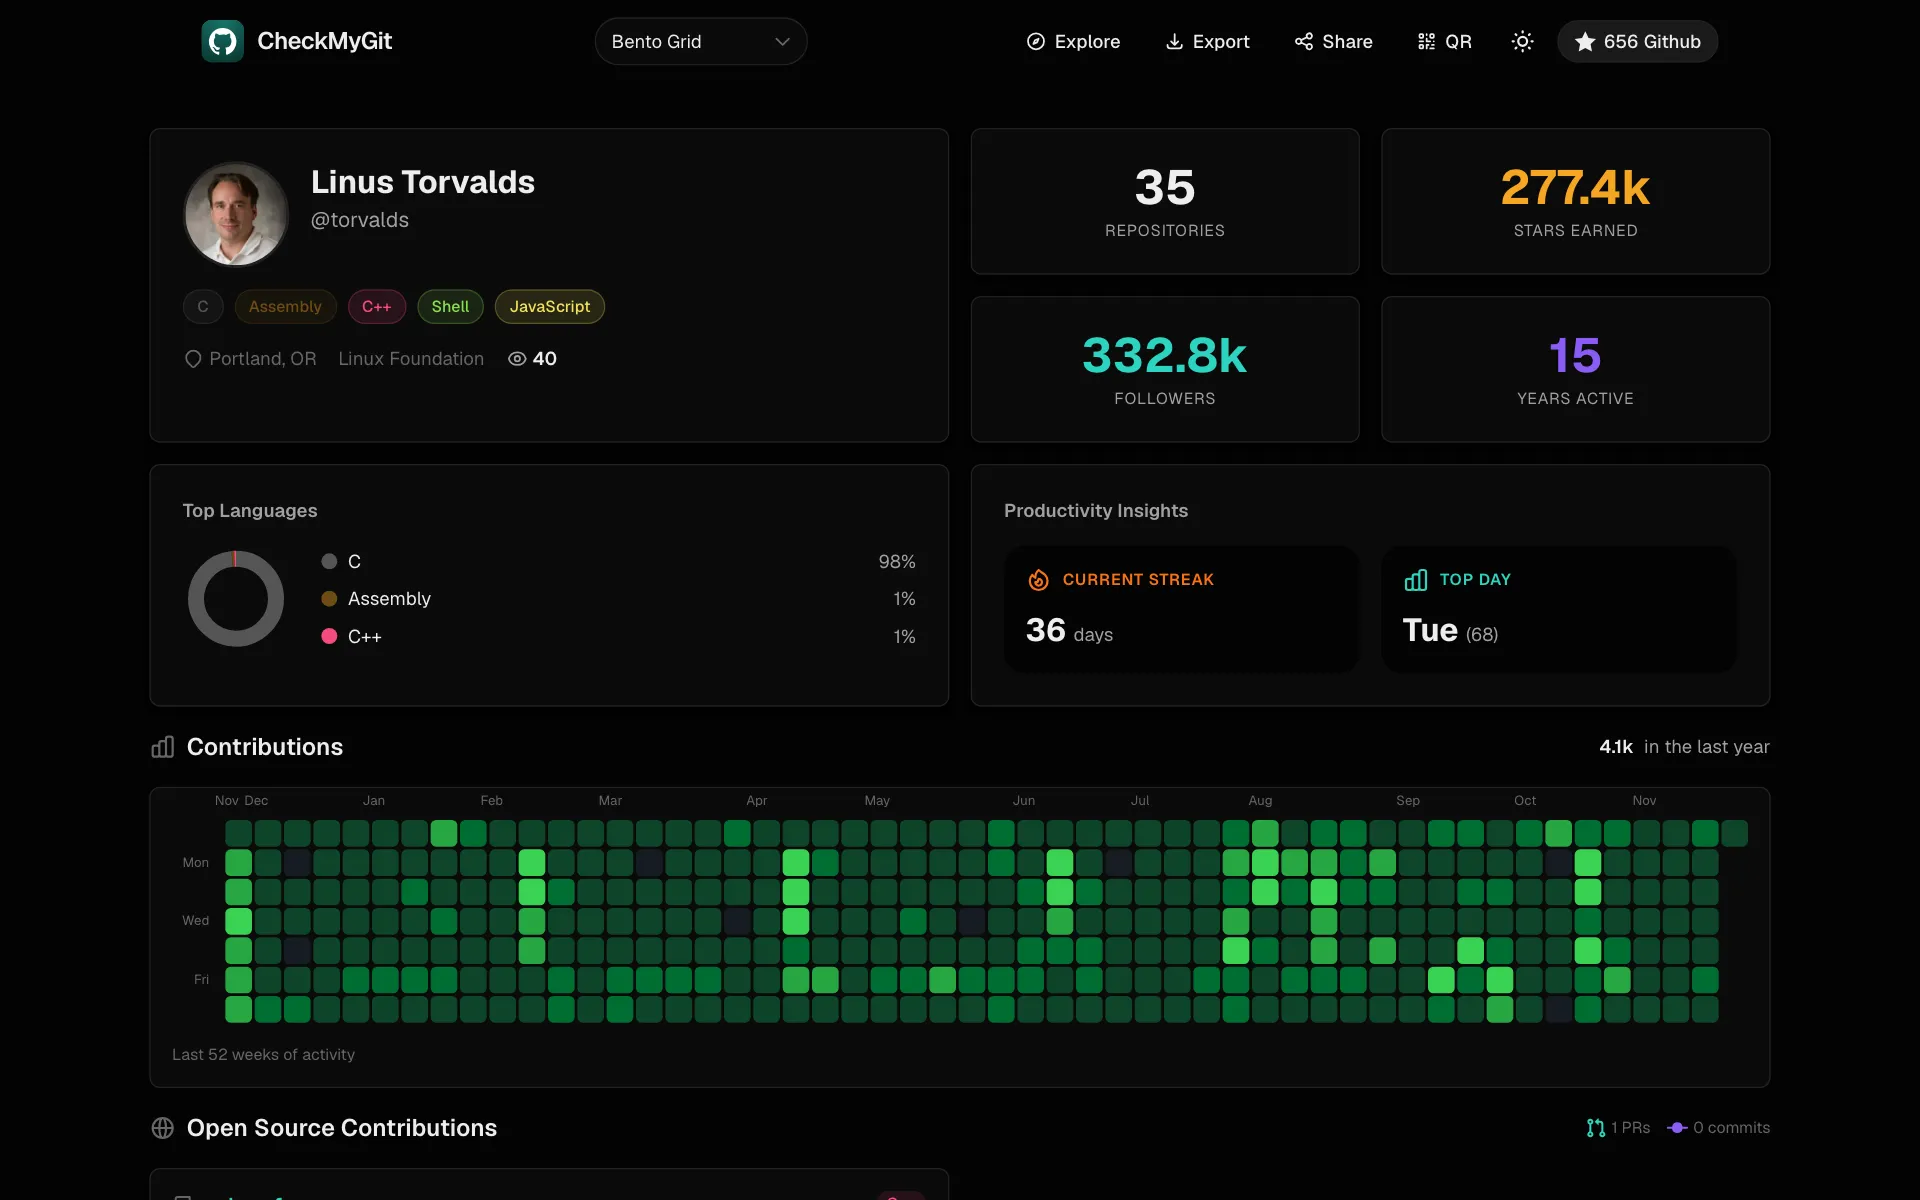 CheckMyGit
Bento Grid
Explore
Export
Share
QR
656 Github
Linus Torvalds
@torvalds
C
Assembly
C++
Shell
JavaScript
Portland, OR
Linux Foundation
40
35
REPOSITORIES
277.4k
STARS EARNED
332.8k
FOLLOWERS
15
YEARS ACTIVE
Top Languages
C 98%
Assembly 1%
C++ 1%
Productivity Insights
CURRENT STREAK
36 days
TOP DAY
Tue (68)
Contributions
4.1k in the last year
Nov Dec Jan Feb Mar Apr May Jun Jul Aug Sep Oct Nov
Mon
Wed
Fri
Last 52 weeks of activity
Open Source Contributions
1 PRs
0 commits